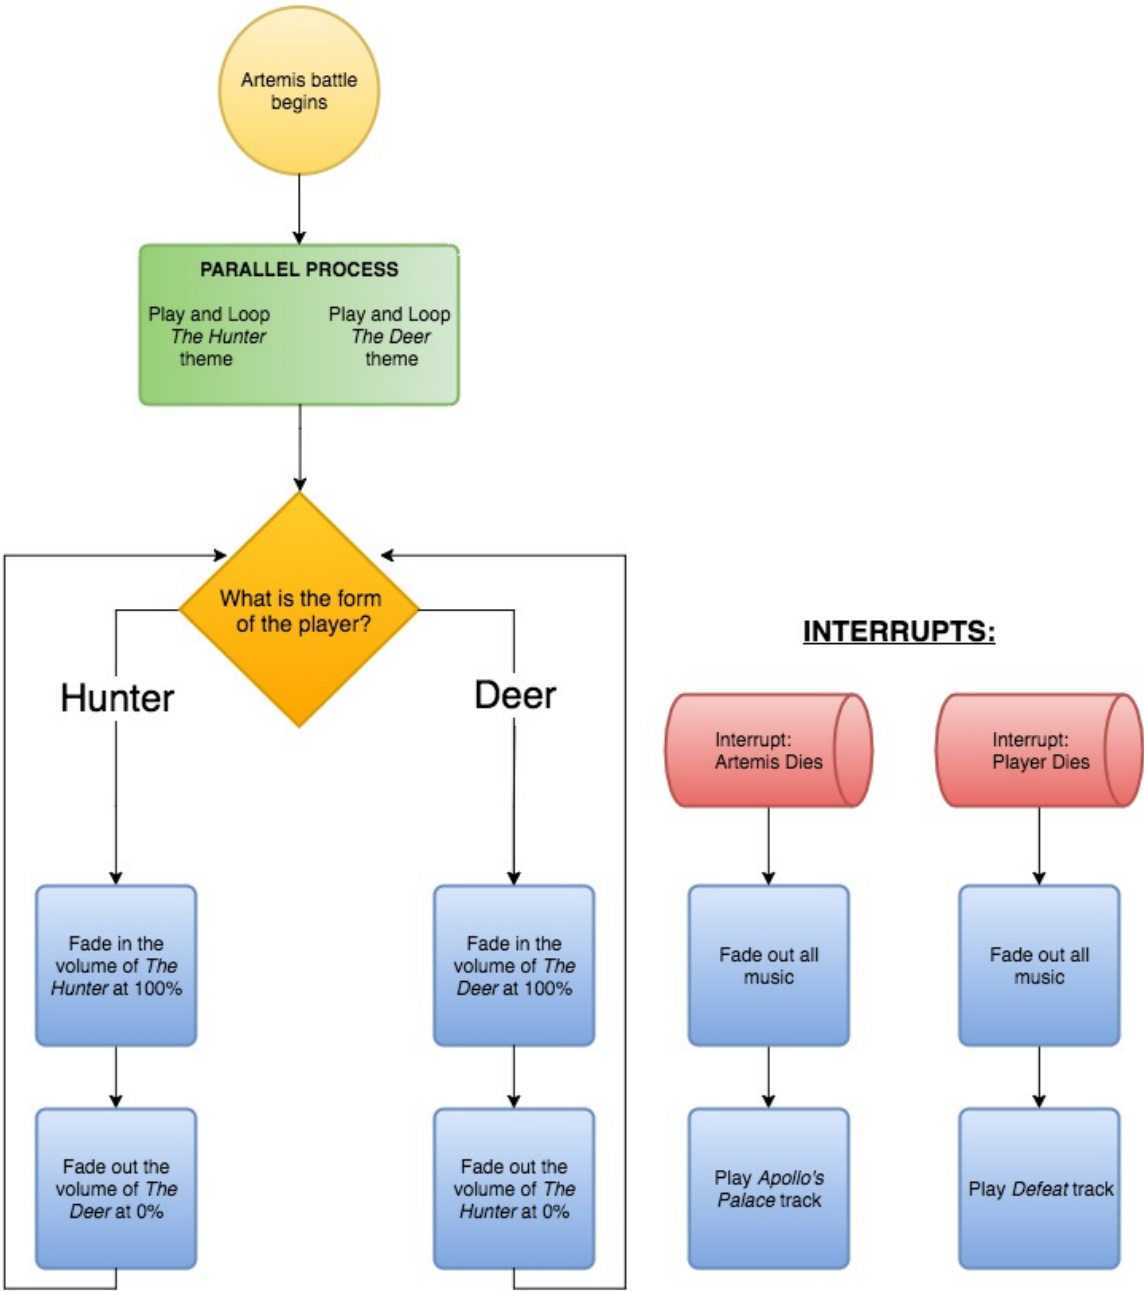 Artemis battle
begins
PARALLEL PROCESS
Play and Loop
The Hunter
theme
Play and Loop
The Deer
theme
What is the form
of the player?
Hunter
Deer
Fade in the
volume of The
Hunter at 100%
Fade out the
volume of The
Deer at 0%
Fade in the
volume of The
Deer at 100%
Fade out the
volume of The
Hunter at 0%
INTERRUPTS:
Interrupt:
Artemis Dies
Fade out all
music
Play Apollo's
Palace track
Interrupt:
Player Dies
Fade out all
music
Play Defeat track